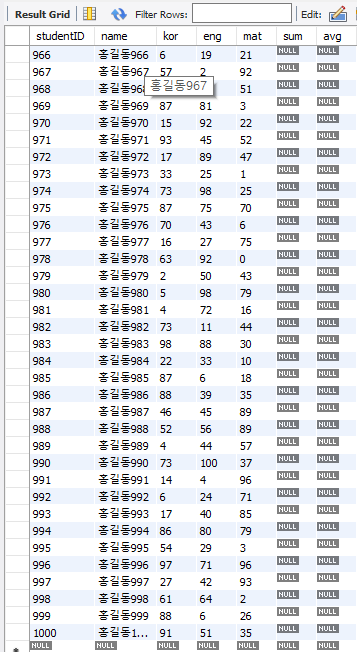 Result Grid Filter Rows: Edit:
studentID name kor eng mat sum avg
966 홍길동966 6 19 21 NULL NULL
967 홍길동967 57 2 92 NULL NULL
968 홍길동968 51 NULL NULL
홍길동967
969 홍길동969 87 81 3 NULL NULL
970 홍길동970 15 92 22 NULL NULL
971 홍길동971 93 45 52 NULL NULL
972 홍길동972 17 89 47 NULL NULL
973 홍길동973 33 25 1 NULL NULL
974 홍길동974 73 98 25 NULL NULL
975 홍길동975 87 75 70 NULL NULL
976 홍길동976 70 43 6 NULL NULL
977 홍길동977 16 27 75 NULL NULL
978 홍길동978 63 92 0 NULL NULL
979 홍길동979 2 50 43 NULL NULL
980 홍길동980 5 98 79 NULL NULL
981 홍길동981 4 72 16 NULL NULL
982 홍길동982 73 11 44 NULL NULL
983 홍길동983 98 88 30 NULL NULL
984 홍길동984 22 33 10 NULL NULL
985 홍길동985 87 6 18 NULL NULL
986 홍길동986 88 39 35 NULL NULL
987 홍길동987 46 45 89 NULL NULL
988 홍길동988 52 56 89 NULL NULL
989 홍길동989 4 44 57 NULL NULL
990 홍길동990 73 100 37 NULL NULL
991 홍길동991 14 4 96 NULL NULL
992 홍길동992 6 24 71 NULL NULL
993 홍길동993 17 40 85 NULL NULL
994 홍길동994 86 80 79 NULL NULL
995 홍길동995 54 29 3 NULL NULL
996 홍길동996 97 71 96 NULL NULL
997 홍길동997 27 42 93 NULL NULL
998 홍길동998 61 64 2 NULL NULL
999 홍길동999 88 6 26 NULL NULL
1000 홍길동1... 91 51 35 NULL NULL
NULL NULL NULL NULL NULL NULL NULL